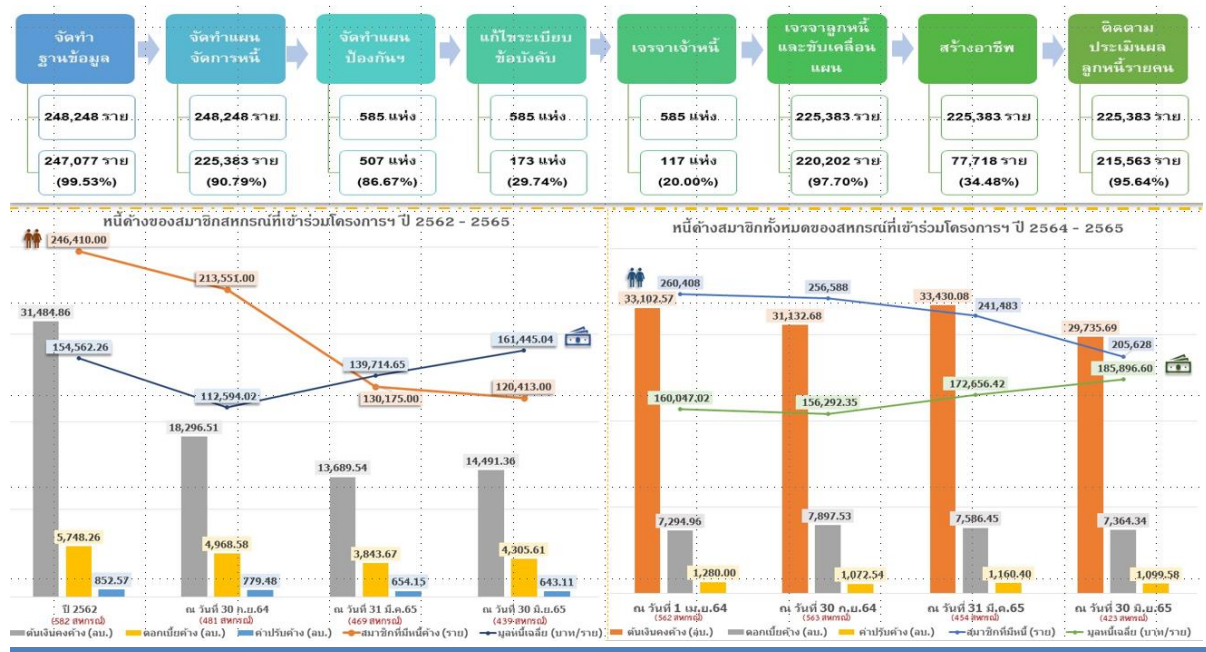 จัดทำ
ฐานข้อมูล
จัดทำแผน
จัดการหนี้
จัดทำแผน
ป้องกันฯ
แก้ไขระเบียบ
ข้อบังคับ
เจรจาเจ้าหนี้
เจรจาลูกหนี้
และขับเคลื่อน
แผน
สร้างอาชีพ
ติดตาม
ประเมินผล
ลูกหนี้รายคน
248,248 ราย
248,248 ราย
585 แห่ง
585 แห่ง
585 แห่ง
225,383 ราย
225,383 ราย
225,383 ราย
247,077 ราย
(99.53%)
225,383 ราย
(90.79%)
507 แห่ง
(86.67%)
173 แห่ง
(29.74%)
117 แห่ง
(20.00%)
220,202 ราย
(97.70%)
77,718 ราย
(34.48%)
215,563 ราย
(95.64%)
หนี้ค้างของสมาชิกสหกรณ์ที่เข้าร่วมโครงการฯ ปี 2562 - 2565
246,410.00
213,551.00
31,484.86
154,562.26
161,445.04
139,714.65
112,594.02
130,175.00
120,413.00
18,296.51
13,689.54
14,491.36
5,748.26
4,968.58
3,843.67
4,305.61
852.57
779.48
654.15
643.11
ปี 2562
(582 สหกรณ์)
ณ วันที่ 30 ก.ย.64
(481 สหกรณ์)
ณ วันที่ 31 มี.ค.65
(469 สหกรณ์)
ณ วันที่ 30 มิ.ย.65
(439 สหกรณ์)
ต้นเงินคงค้าง (ลบ.)
ดอกเบี้ยค้าง (ลบ.)
ค่าปรับค้าง (ลบ.)
สมาชิกที่มีหนี้ค้าง (ราย)
มูลหนี้เฉลี่ย (บาท/ราย)
หนี้ค้างสมาชิกทั้งหมดของสหกรณ์ที่เข้าร่วมโครงการฯ ปี 2564 - 2565
260,408
256,588
241,483
33,102.57
31,132.68
33,430.08
29,735.69
205,628
185,896.60
172,656.42
160,047.02
156,292.35
7,294.96
7,897.53
7,586.45
7,364.34
1,280.00
1,072.54
1,160.40
1,099.58
ณ วันที่ 1 เม.ย.64
(562 สหกรณ์)
ณ วันที่ 30 ก.ย.64
(563 สหกรณ์)
ณ วันที่ 31 มี.ค.65
(454 สหกรณ์)
ณ วันที่ 30 มิ.ย.65
(423 สหกรณ์)
ต้นเงินคงค้าง (ลบ.)
ดอกเบี้ยค้าง (ลบ.)
ค่าปรับค้าง (ลบ.)
สมาชิกที่มีหนี้ (ราย)
มูลหนี้เฉลี่ย (บาท/ราย)